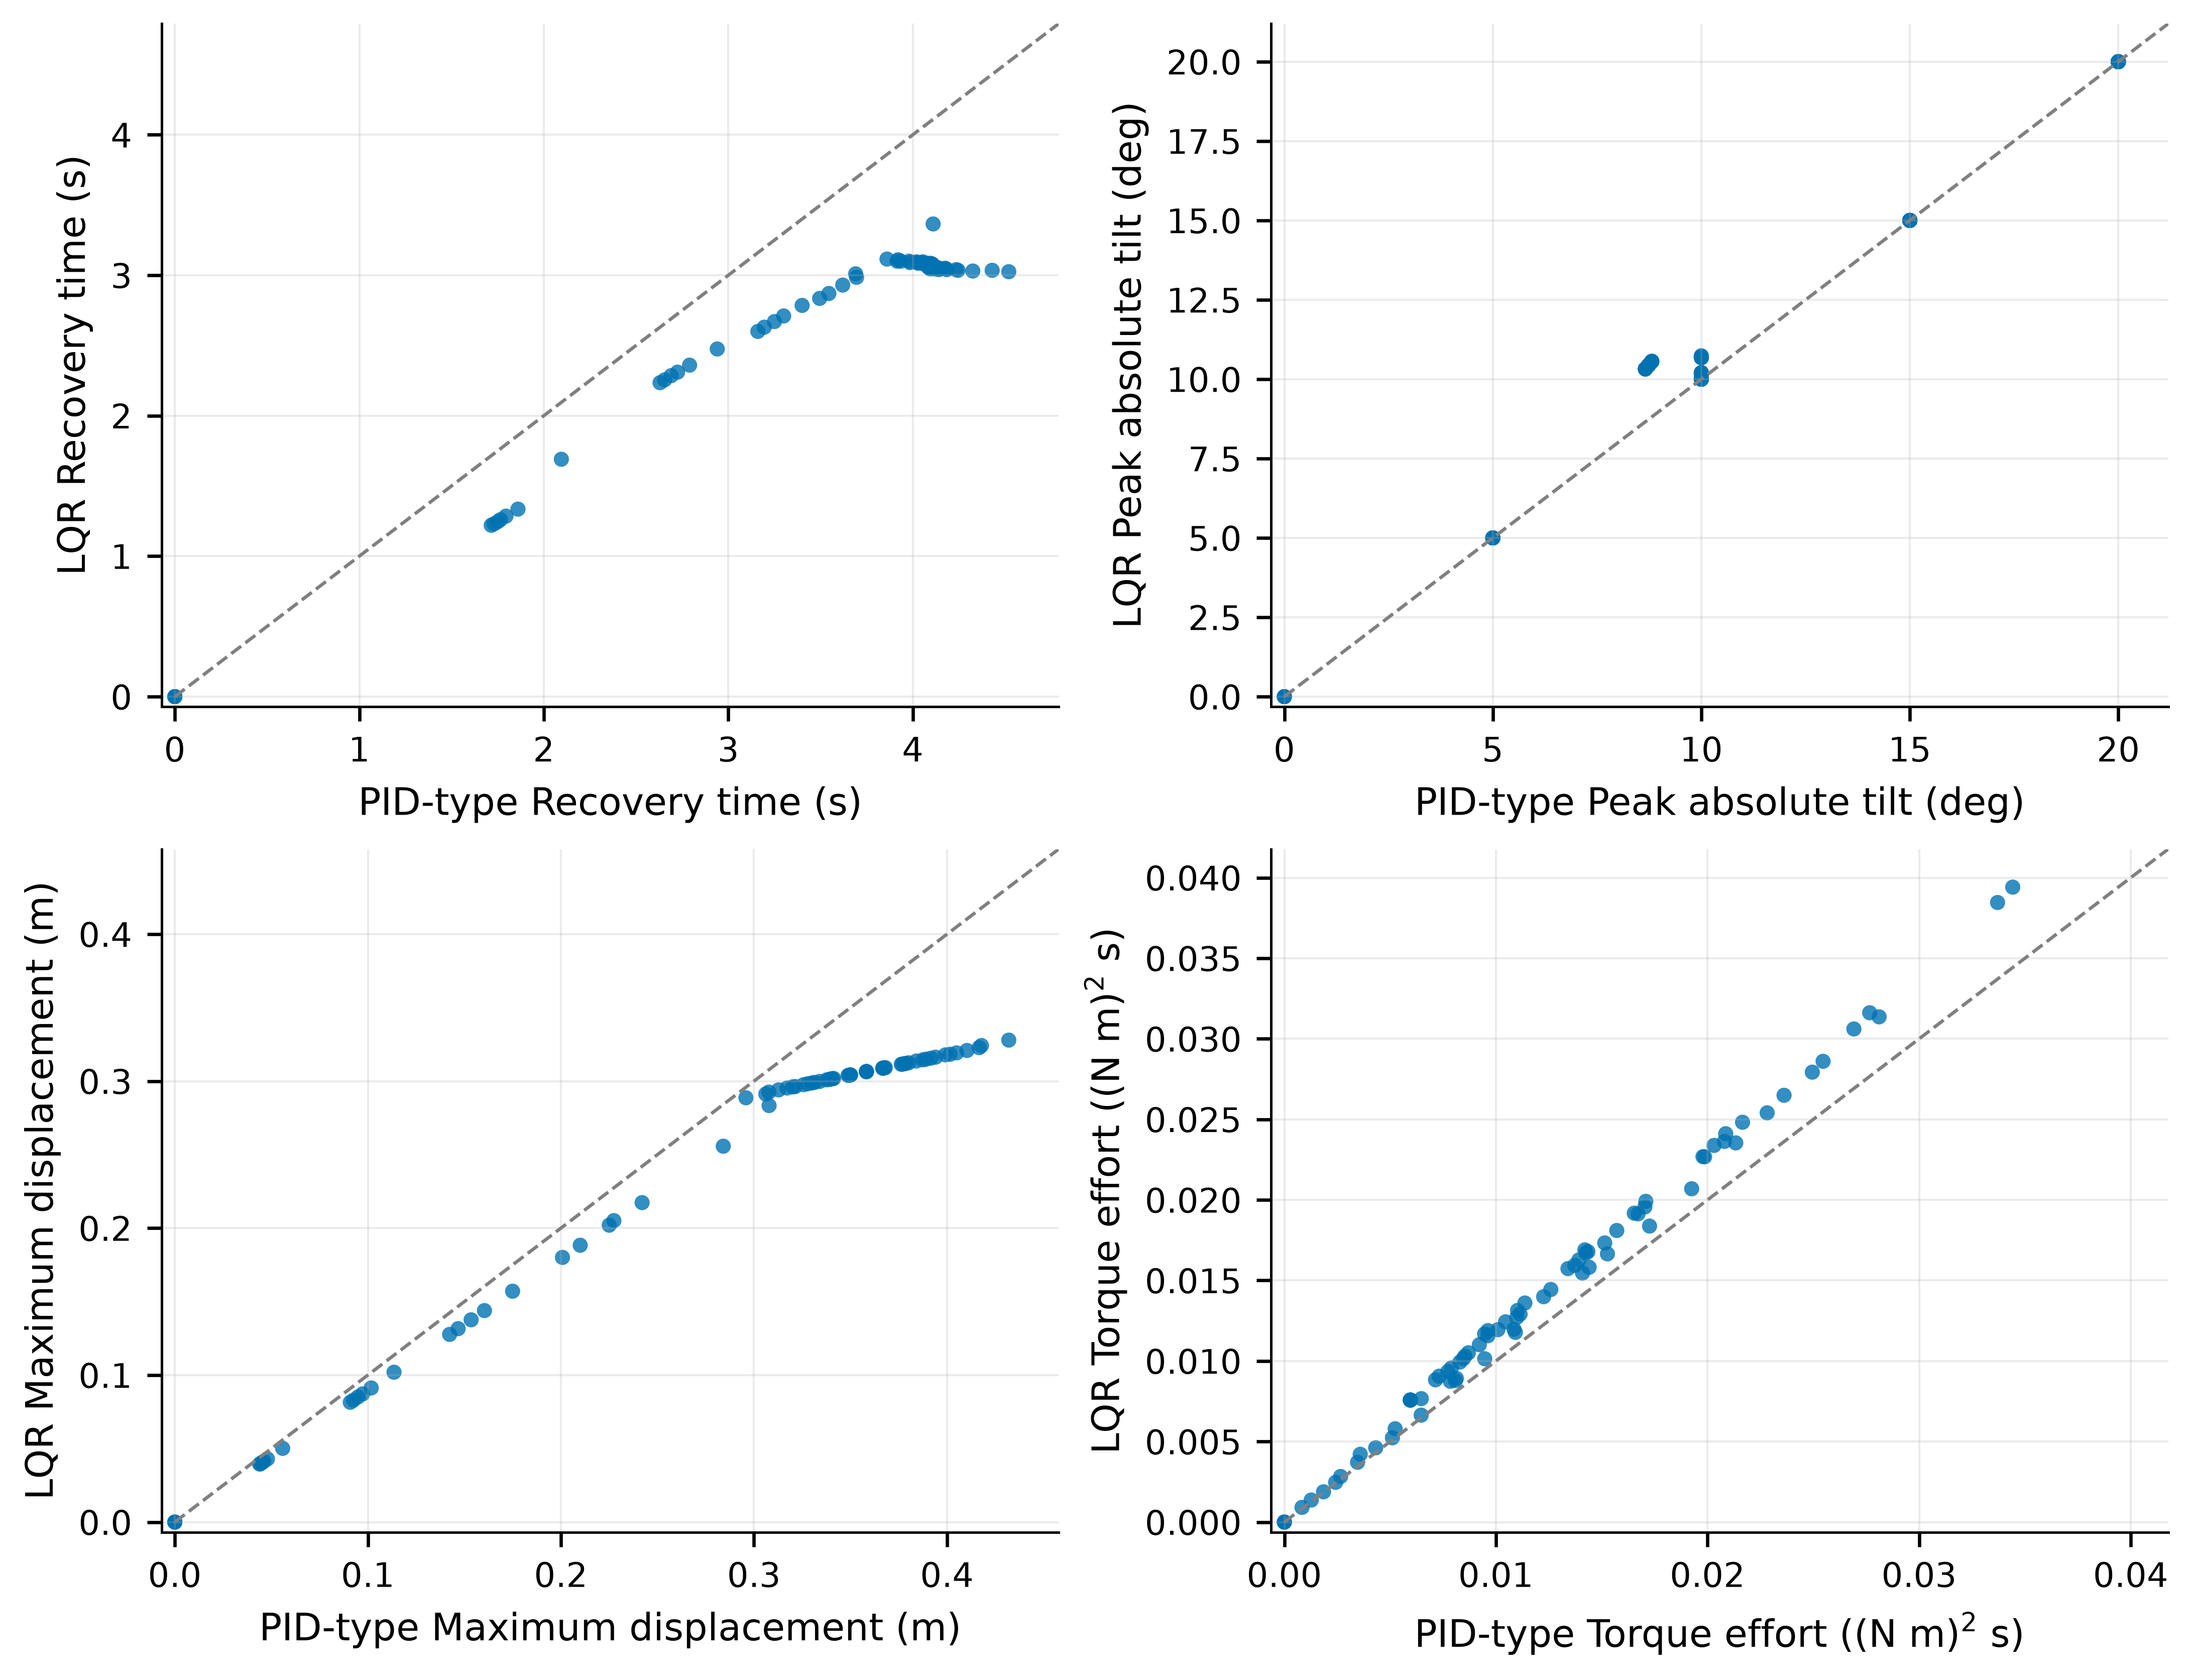 4
3
2
1
0
LQR Recovery time (s)
0 1 2 3 4
PID-type Recovery time (s)
20.0
17.5
15.0
12.5
10.0
7.5
5.0
2.5
0.0
LQR Peak absolute tilt (deg)
0 5 10 15 20
PID-type Peak absolute tilt (deg)
0.4
0.3
0.2
0.1
0.0
LQR Maximum displacement (m)
0.0 0.1 0.2 0.3 0.4
PID-type Maximum displacement (m)
0.040
0.035
0.030
0.025
0.020
0.015
0.010
0.005
0.000
LQR Torque effort ((N m)² s)
0.00 0.01 0.02 0.03 0.04
PID-type Torque effort ((N m)² s)